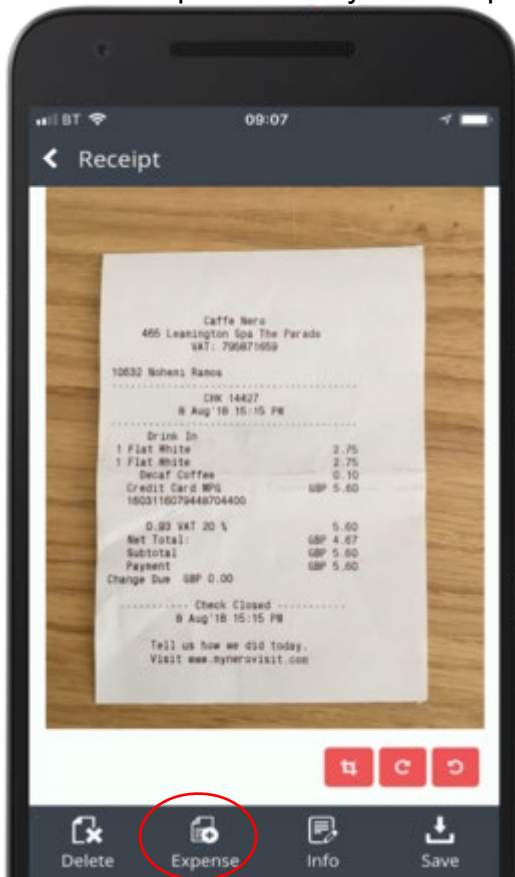 BT 09:07
Receipt
Caffe Nero
465 Leamington Spa The Parade
VAT: 795871659
10632 Noheni Ramos
CHK 14427
8 Aug'18 15:15 PM
Drink In
1 Flat White 2.75
1 Flat White 2.75
Decaf Coffee 0.10
Credit Card MPG GBP 5.60
1603116079448704400
0.93 VAT 20 % 5.60
Net Total: GBP 4.67
Subtotal GBP 5.60
Payment GBP 5.60
Change Due GBP 0.00
Check Closed
8 Aug'18 15:15 PM
Tell us how we did today.
Visit www.mynerovisit.com
Delete Expense Info Save